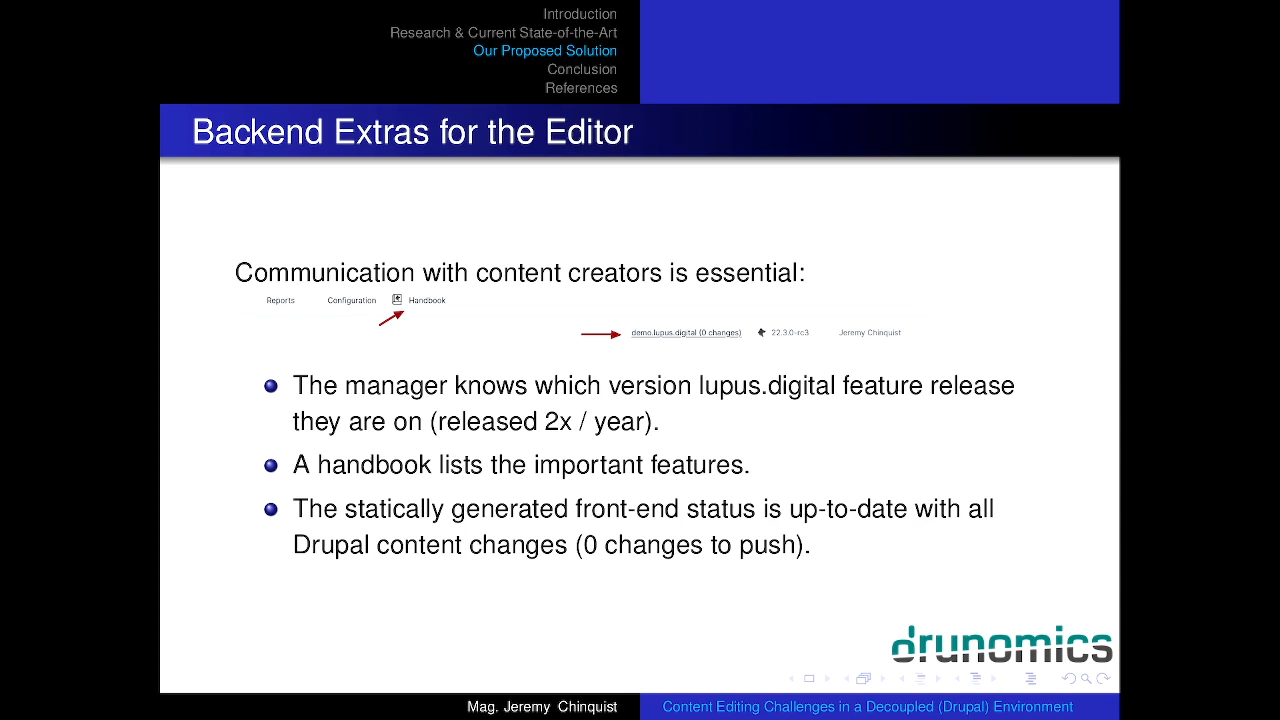 Introduction
Research & Current State-of-the-Art
Our Proposed Solution
Conclusion
References
Backend Extras for the Editor
Communication with content creators is essential:
Reports Configuration Handbook
demo.lupus.digital (0 changes) 22.3.0-rc3 Jeremy Chinquist
The manager knows which version lupus.digital feature release
they are on (released 2x / year).
A handbook lists the important features.
The statically generated front-end status is up-to-date with all
Drupal content changes (0 changes to push).
drunomics
Mag. Jeremy Chinquist Content Editing Challenges in a Decoupled (Drupal) Environment